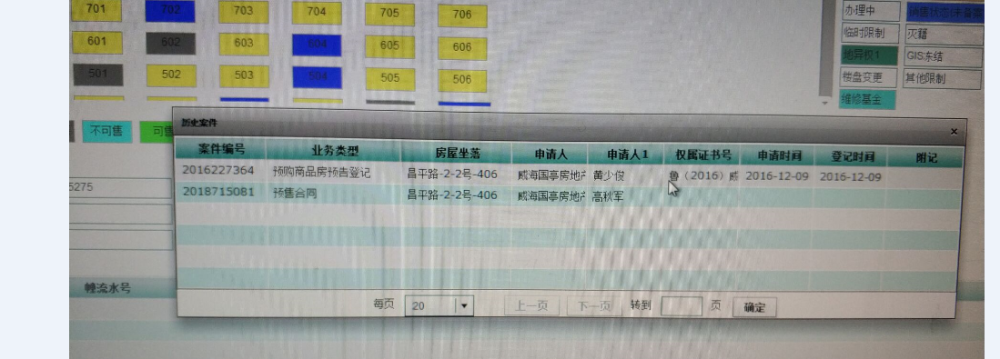 701 702 703 704 705 706
办理中
601 602 603 604 605 606
临时限制 灭籍
501 502 503 504 505 506
地异权1 GIS冻结
楼盘变更 其他限制
维修基金
不可售 可售
历史案件 ×
案件编号 业务类型 房屋坐落 申请人 申请人1 权属证书号 申请时间 登记时间 附记
2016227364 预购商品房预告登记 昌平路-2-2号-406 威海国亭房地产 黄少俊 鲁（2016）威 2016-12-09 2016-12-09
5275
2018715081 预售合同 昌平路-2-2号-406 威海国亭房地产 高秋军
幢流水号
每页 20 上一页 下一页 转到 页 确定